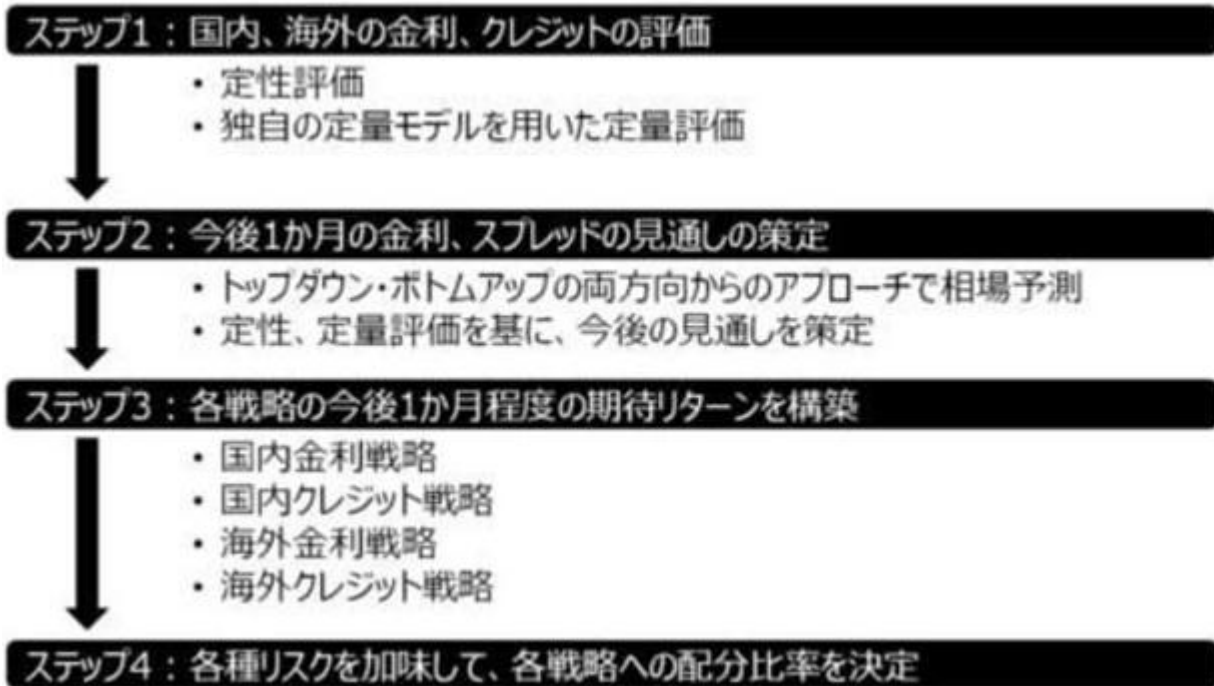 ステップ1：国内、海外の金利、クレジットの評価
・定性評価
・独自の定量モデルを用いた定量評価
ステップ2：今後1か月の金利、スプレッドの見通しの策定
・トップダウン・ボトムアップの両方向からのアプローチで相場予測
・定性、定量評価を基に、今後の見通しを策定
ステップ3：各戦略の今後1か月程度の期待リターンを構築
・国内金利戦略
・国内クレジット戦略
・海外金利戦略
・海外クレジット戦略
ステップ4：各種リスクを加味して、各戦略への配分比率を決定